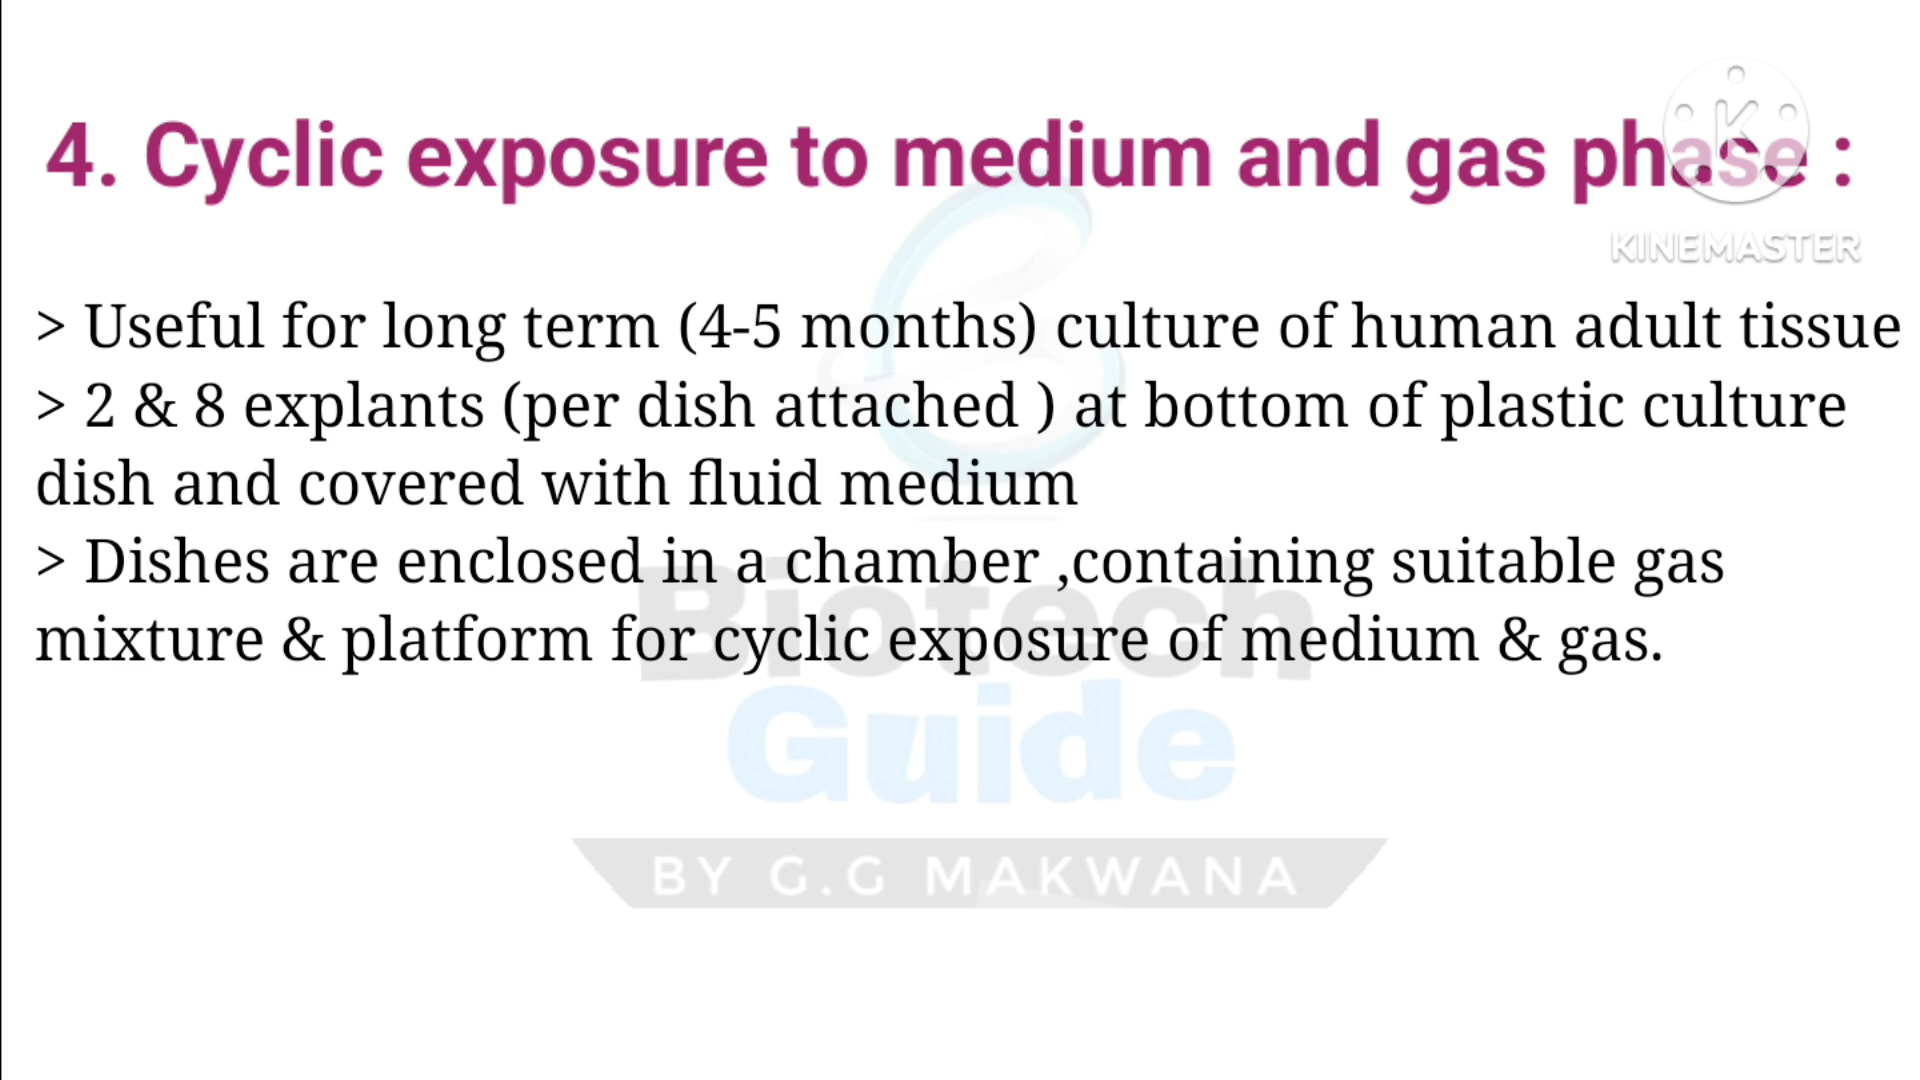 4. Cyclic exposure to medium and gas phase :
KINEMASTER
> Useful for long term (4-5 months) culture of human adult tissue
> 2 & 8 explants (per dish attached ) at bottom of plastic culture
dish and covered with fluid medium
> Dishes are enclosed in a chamber ,containing suitable gas
mixture & platform for cyclic exposure of medium & gas.
Biotech
Guide
BY G.G MAKWANA